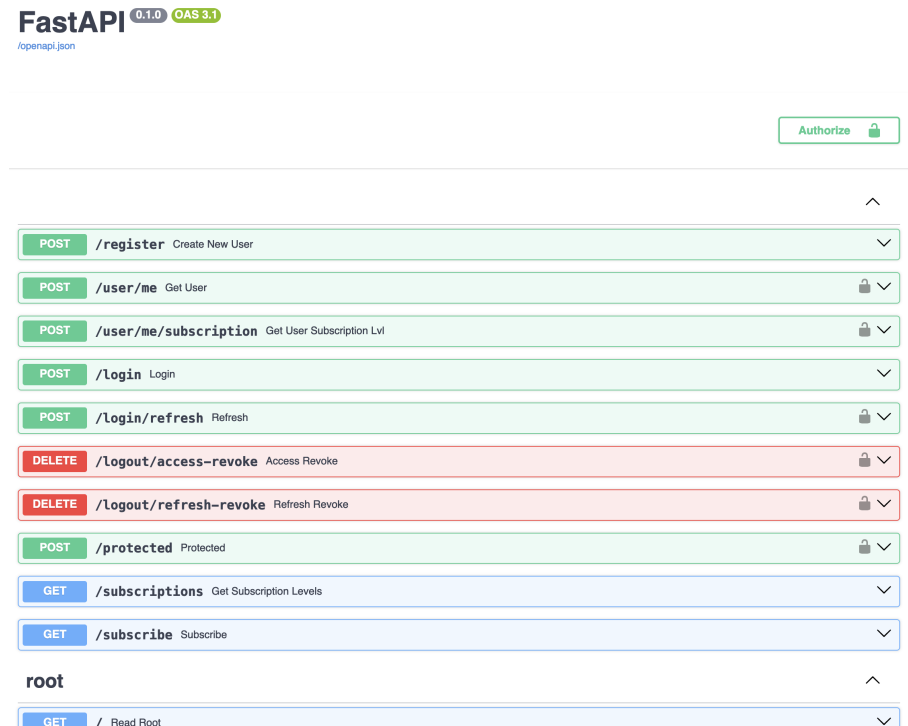 FastAPI 0.1.0 OAS 3.1
/openapi.json
Authorize
POST /register Create New User
POST /user/me Get User
POST /user/me/subscription Get User Subscription Lvl
POST /login Login
POST /login/refresh Refresh
DELETE /logout/access-revoke Access Revoke
DELETE /logout/refresh-revoke Refresh Revoke
POST /protected Protected
GET /subscriptions Get Subscription Levels
GET /subscribe Subscribe
root
GET / Read Root